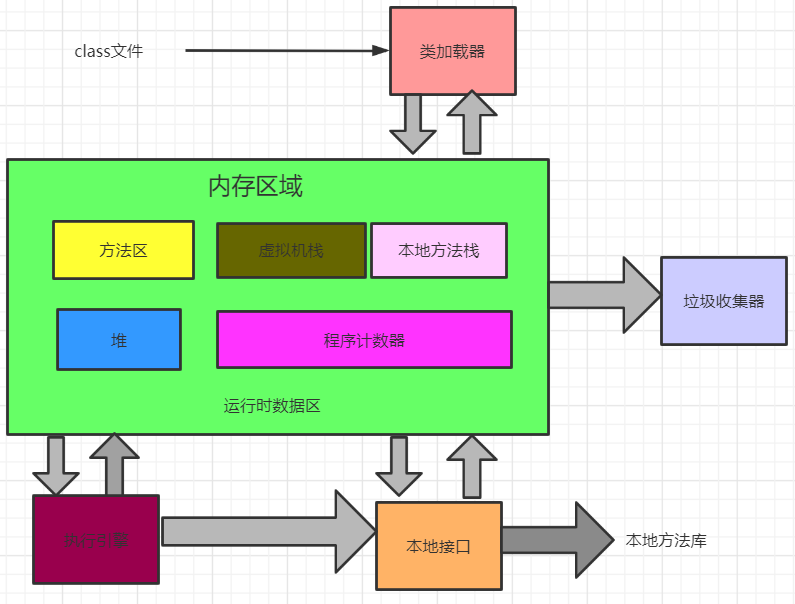 class文件
类加载器
内存区域
方法区
虚拟机栈
本地方法栈
堆
程序计数器
运行时数据区
垃圾收集器
执行引擎
本地接口
本地方法库